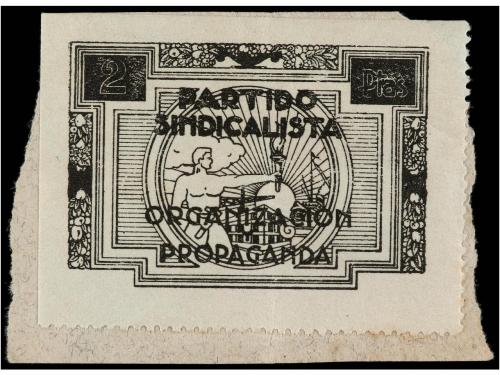 2 Ptas
PARTIDO
SINDICALISTA
ORGANIZACION
PROPAGANDA